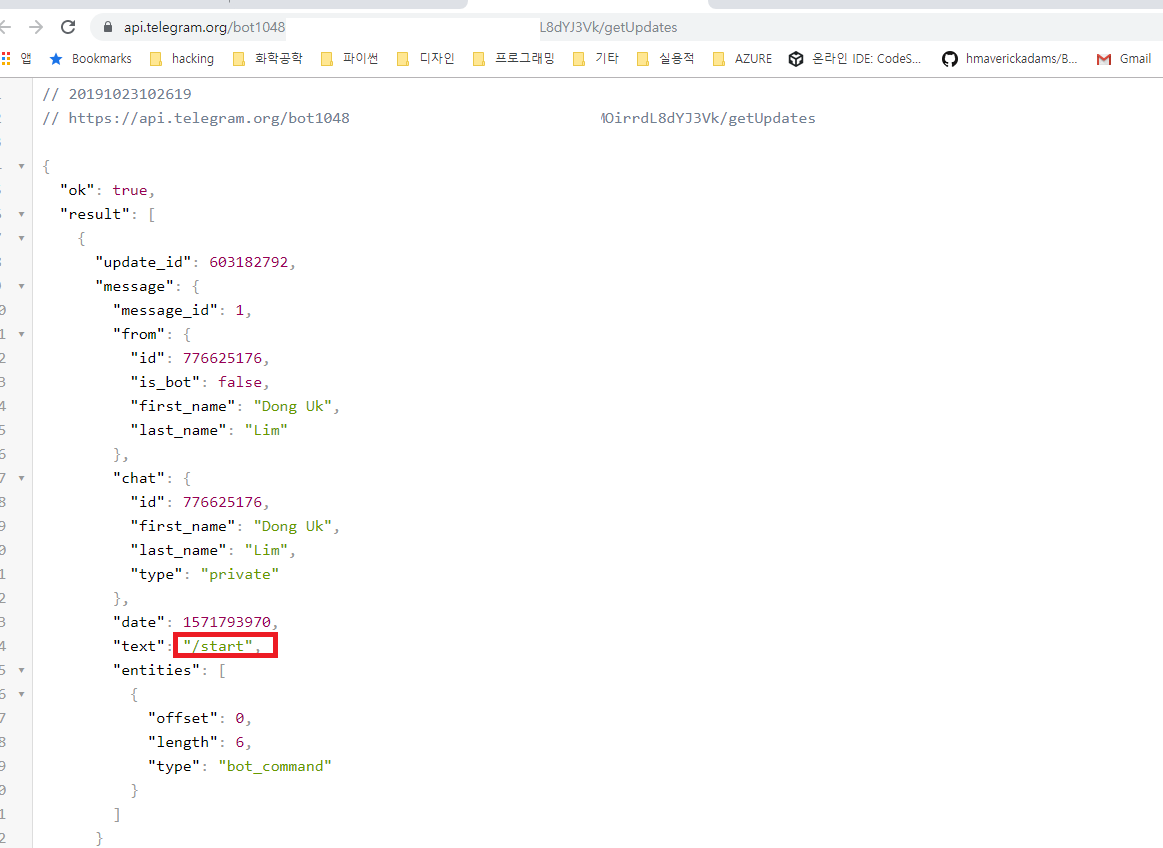 api.telegram.org/bot1048 L8dYJ3Vk/getUpdates
앱 Bookmarks hacking 화학공학 파이썬 디자인 프로그래밍 기타 실용적 AZURE 온라인 IDE: CodeS... hmaverickadams/B... Gmail
// 20191023102619
// https://api.telegram.org/bot1048 OirrdL8dYJ3Vk/getUpdates
{
"ok": true,
"result": [
{
"update_id": 603182792,
"message": {
"message_id": 1,
"from": {
"id": 776625176,
"is_bot": false,
"first_name": "Dong Uk",
"last_name": "Lim"
},
"chat": {
"id": 776625176,
"first_name": "Dong Uk",
"last_name": "Lim",
"type": "private"
},
"date": 1571793970,
"text": "/start",
"entities": [
{
"offset": 0,
"length": 6,
"type": "bot_command"
}
]
}